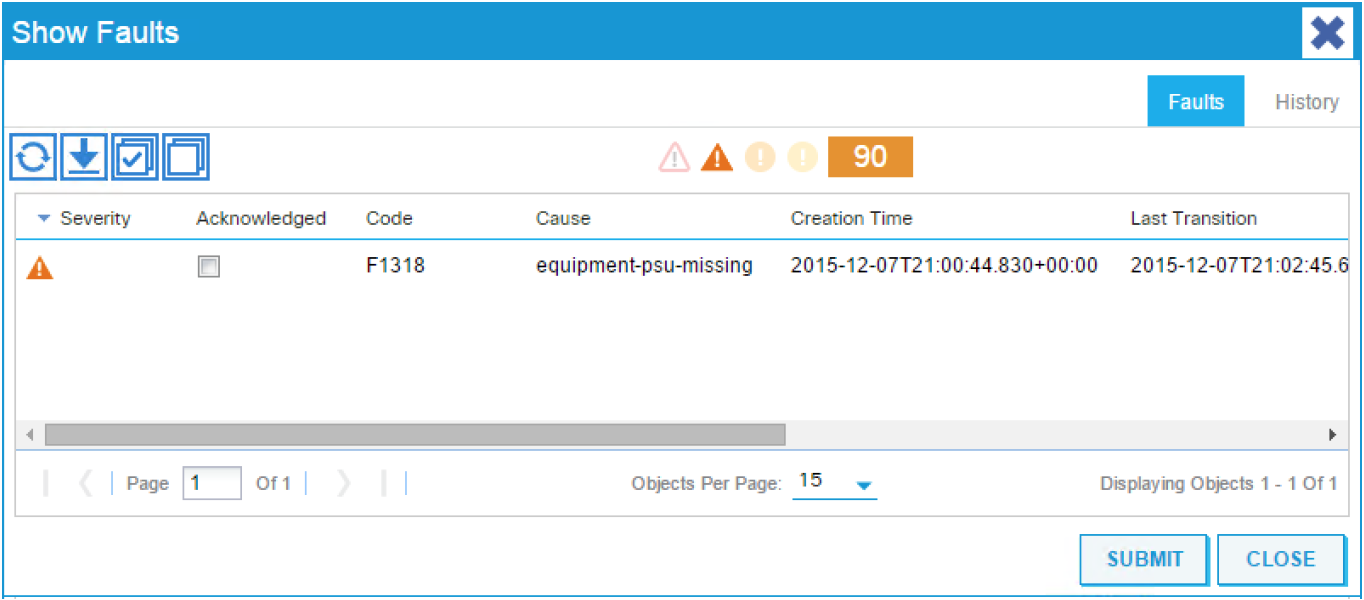 Show Faults
Faults History
90
Severity Acknowledged Code Cause Creation Time Last Transition
F1318 equipment-psu-missing 2015-12-07T21:00:44.830+00:00 2015-12-07T21:02:45.6
Page 1 Of 1 Objects Per Page: 15 Displaying Objects 1 - 1 Of 1
SUBMIT CLOSE